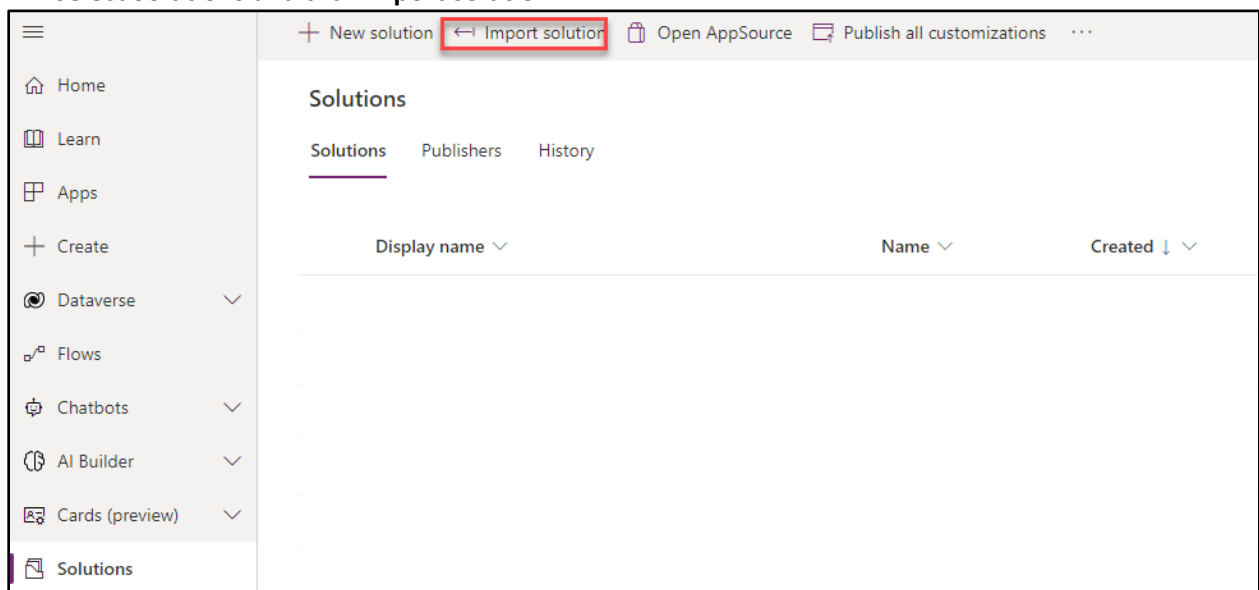 New solution Import solution Open AppSource Publish all customizations ...
Home
Solutions
Learn
Solutions Publishers History
Apps
Create
Display name Name Created ↓
Dataverse
Flows
Chatbots
AI Builder
Cards (preview)
Solutions